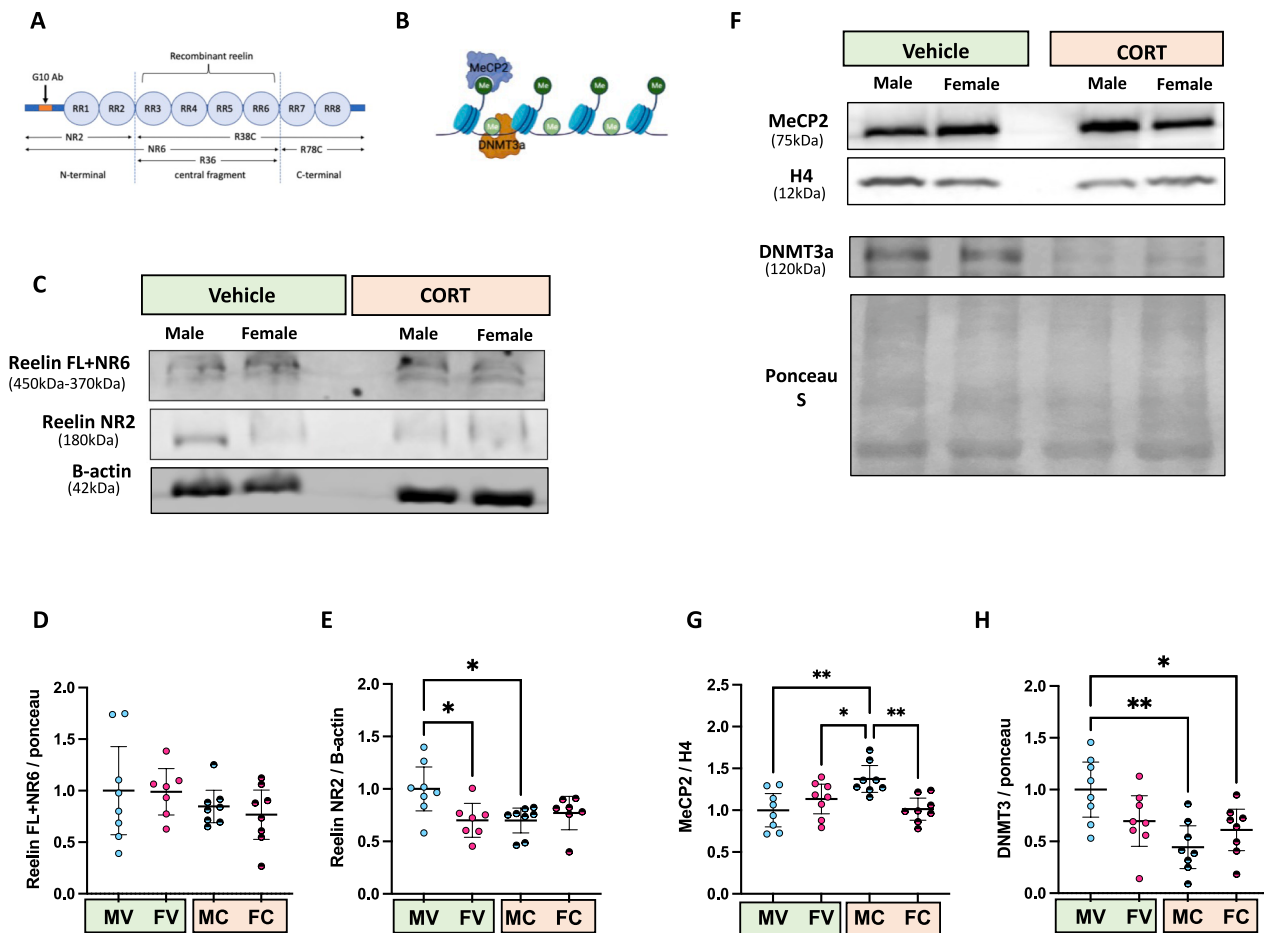 A
Recombinant reelin
G10 Ab
RR1 RR2 RR3 RR4 RR5 RR6 RR7 RR8
NR2 R38C
NR6 R78C
R36
N-terminal central fragment C-terminal
B
MeCP2
Me Me Me Me
Me Me Me
DNMT3a
C
Vehicle CORT
Male Female Male Female
Reelin FL+NR6
(450kDa-370kDa)
Reelin NR2
(180kDa)
B-actin
(42kDa)
F
Vehicle CORT
Male Female Male Female
MeCP2
(75kDa)
H4
(12kDa)
DNMT3a
(120kDa)
Ponceau
S
D
Reelin FL+NR6 / ponceau
2.0
1.5
1.0
0.5
0.0
MV FV MC FC
E
Reelin NR2 / B-actin
2.0
1.5
1.0
0.5
0.0
*
*
MV FV MC FC
G
MeCP2 / H4
2.5
2.0
1.5
1.0
0.5
0.0
**
* **
MV FV MC FC
H
DNMT3 / ponceau
2.0
1.5
1.0
0.5
0.0
*
**
MV FV MC FC